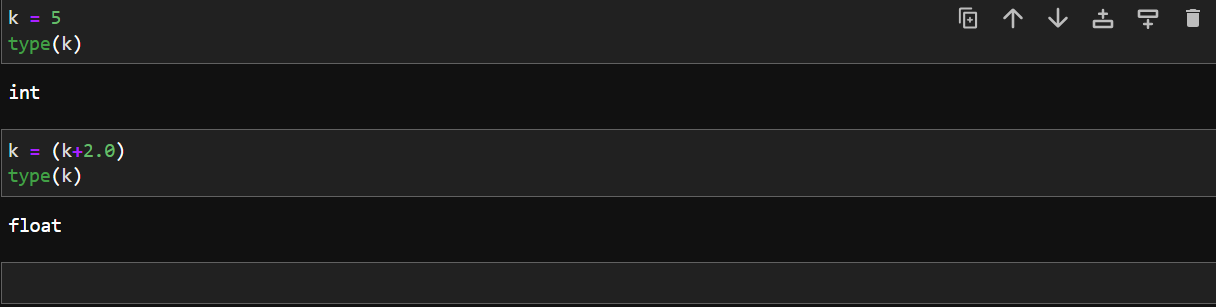 k = 5
type(k)
int
k = (k+2.0)
type(k)
float